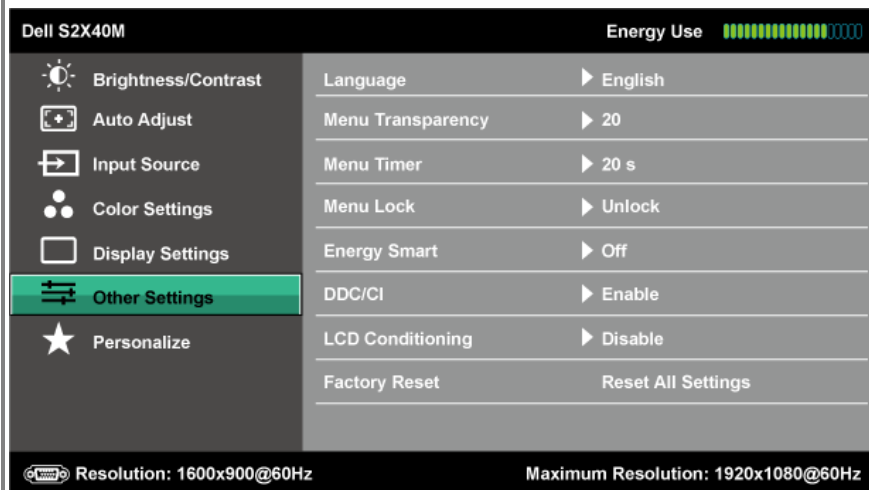 Dell S2X40M Energy Use
Brightness/Contrast Language English
Auto Adjust Menu Transparency 20
Input Source Menu Timer 20 s
Color Settings Menu Lock Unlock
Display Settings Energy Smart Off
Other Settings DDC/CI Enable
Personalize LCD Conditioning Disable
Factory Reset Reset All Settings
Resolution: 1600x900@60Hz Maximum Resolution: 1920x1080@60Hz